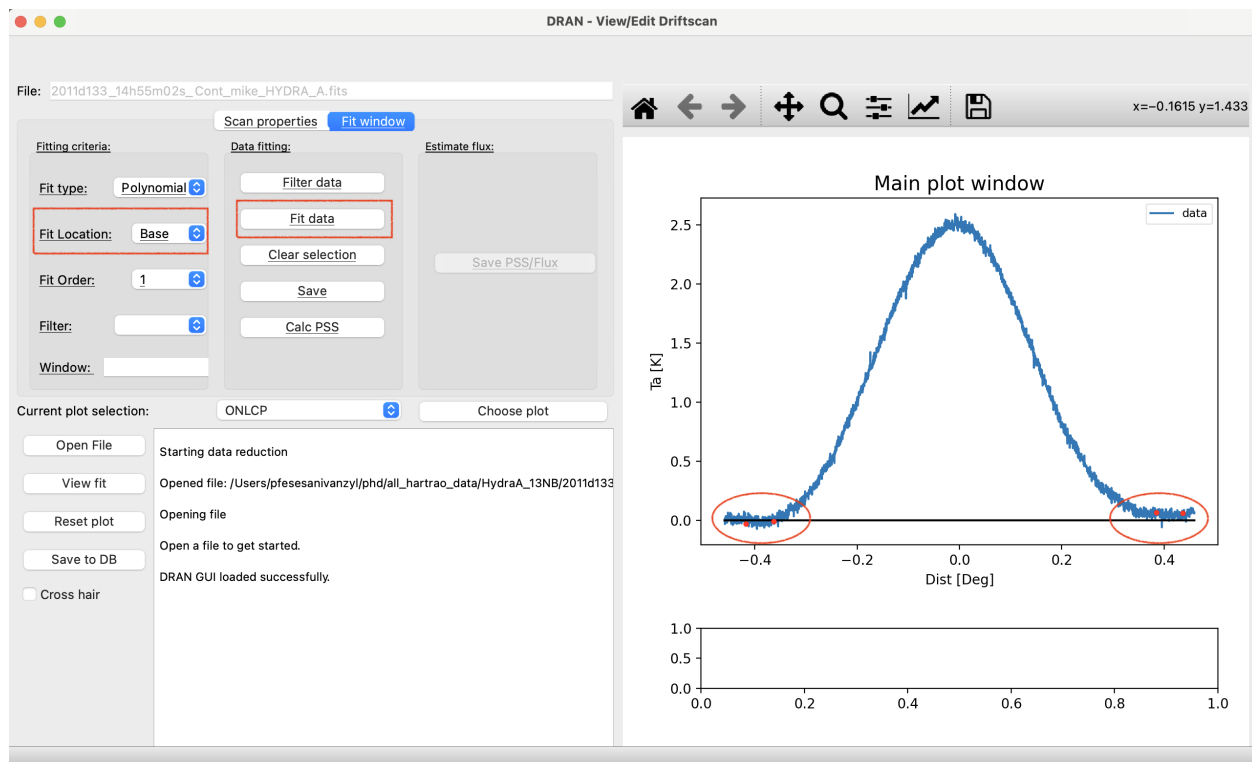 DRAN - View/Edit Driftscan
File: 2011d133_14h55m02s_Cont_mike_HYDRA_A.fits
Scan properties Fit window
Fitting criteria: Data fitting: Estimate flux:
Fit type: Polynomial
Fit Location: Base
Fit Order: 1
Filter:
Window:
Filter data
Fit data
Clear selection
Save
Calc PSS
Save PSS/Flux
Current plot selection: ONLCP Choose plot
Open File
View fit
Reset plot
Save to DB
Cross hair
Starting data reduction
Opened file: /Users/pfesesanivanzyl/phd/all_hartrao_data/HydraA_13NB/2011d133
Opening file
Open a file to get started.
DRAN GUI loaded successfully.
x=−0.1615 y=1.433
Main plot window
data
2.5
2.0
1.5
1.0
0.5
0.0
Ta [K]
−0.4 −0.2 0.0 0.2 0.4
Dist [Deg]
1.0
0.5
0.0
0.0 0.2 0.4 0.6 0.8 1.0